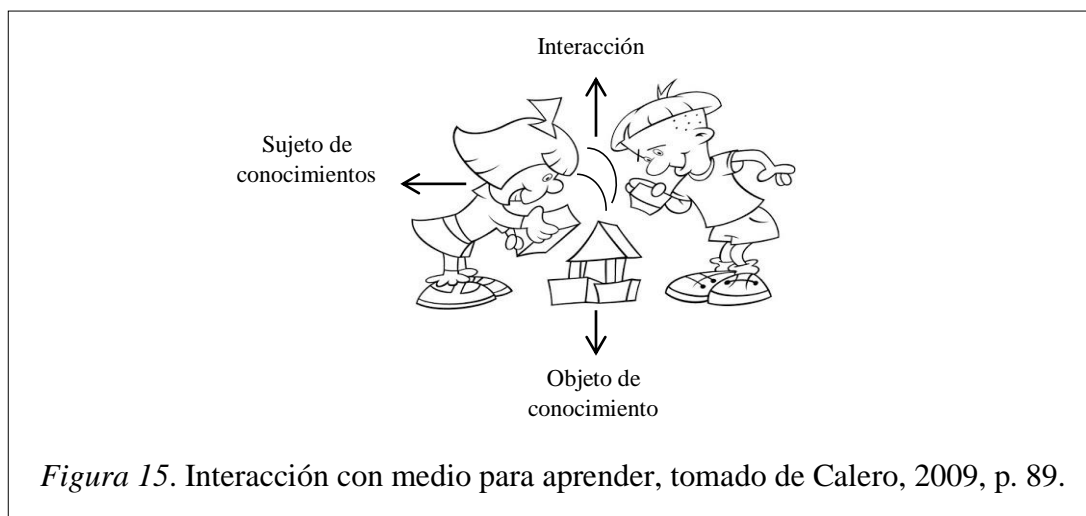 Interacción
Sujeto de
conocimientos
Objeto de
conocimiento
Figura 15. Interacción con medio para aprender, tomado de Calero, 2009, p. 89.